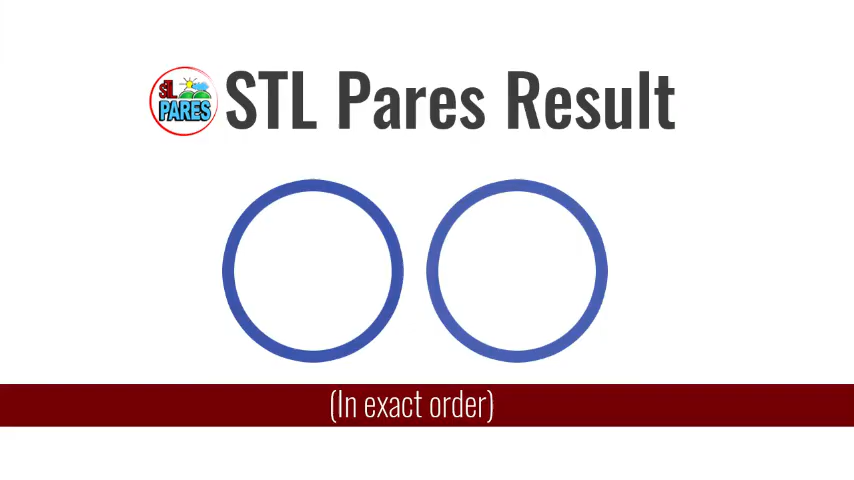 STL
PARES
STL Pares Result
(In exact order)